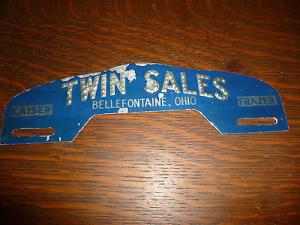 TWIN SALES
BELLEFONTAINE, OHIO
KAISER
FRAZER